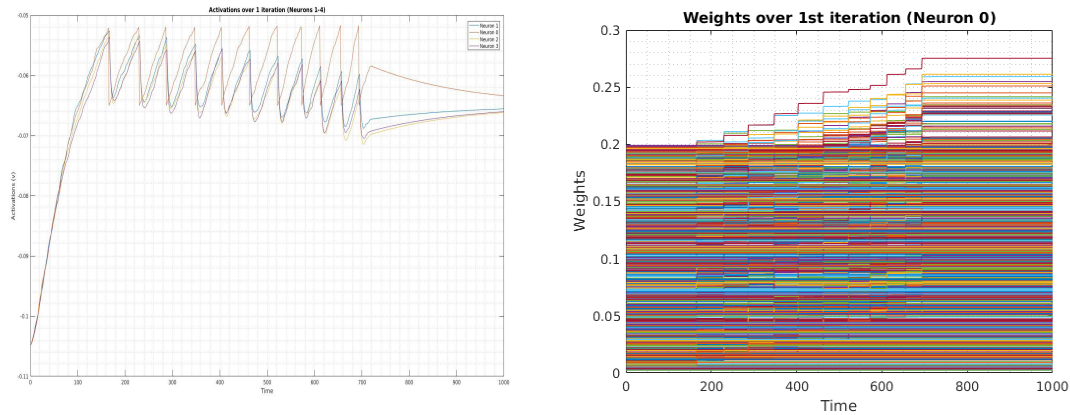 Activations over 1 iteration (Neurons 1-4)
-0.05
-0.06
-0.07
-0.08
-0.09
-0.1
-0.11
Activations (v)
0 100 200 300 400 500 600 700 800 900 1000
Time
Neuron 1
Neuron 0
Neuron 2
Neuron 3
Weights over 1st iteration (Neuron 0)
0.3
0.25
0.2
0.15
0.1
0.05
0
Weights
0 200 400 600 800 1000
Time